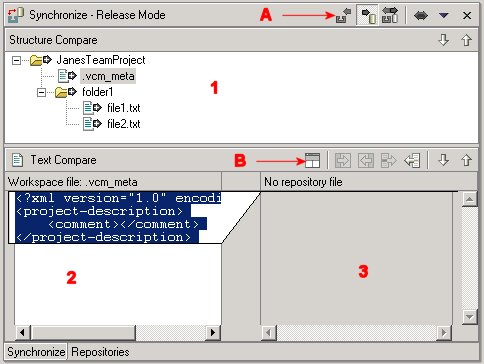 Synchronize - Release Mode
A
Structure Compare
JanesTeamProject
.vcm_meta
folder1
file1.txt
file2.txt
1
Text Compare
B
Workspace file: .vcm_meta
No repository file
<?xml version="1.0" encodi
<project-description>
<comment></comment>
</project-description>
2
3
Synchronize
Repositories